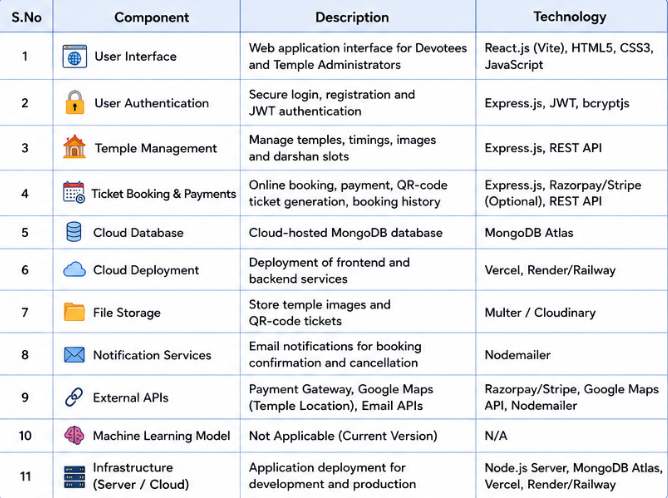 S.No Component Description Technology
1 User Interface Web application interface for Devotees and Temple Administrators React.js (Vite), HTML5, CSS3, JavaScript
2 User Authentication Secure login, registration and JWT authentication Express.js, JWT, bcryptjs
3 Temple Management Manage temples, timings, images and darshan slots Express.js, REST API
4 Ticket Booking & Payments Online booking, payment, QR-code ticket generation, booking history Express.js, Razorpay/Stripe (Optional), REST API
5 Cloud Database Cloud-hosted MongoDB database MongoDB Atlas
6 Cloud Deployment Deployment of frontend and backend services Vercel, Render/Railway
7 File Storage Store temple images and QR-code tickets Multer / Cloudinary
8 Notification Services Email notifications for booking confirmation and cancellation Nodemailer
9 External APIs Payment Gateway, Google Maps (Temple Location), Email APIs Razorpay/Stripe, Google Maps API, Nodemailer
10 Machine Learning Model Not Applicable (Current Version) N/A
11 Infrastructure (Server / Cloud) Application deployment for development and production Node.js Server, MongoDB Atlas, Vercel, Render/Railway